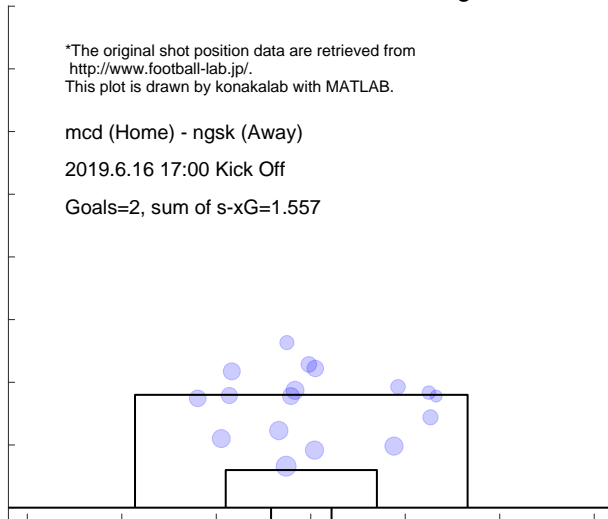 *The original shot position data are retrieved from
http://www.football-lab.jp/.
This plot is drawn by konakalab with MATLAB.
mcd (Home) - ngsk (Away)
2019.6.16 17:00 Kick Off
Goals=2, sum of s-xG=1.557